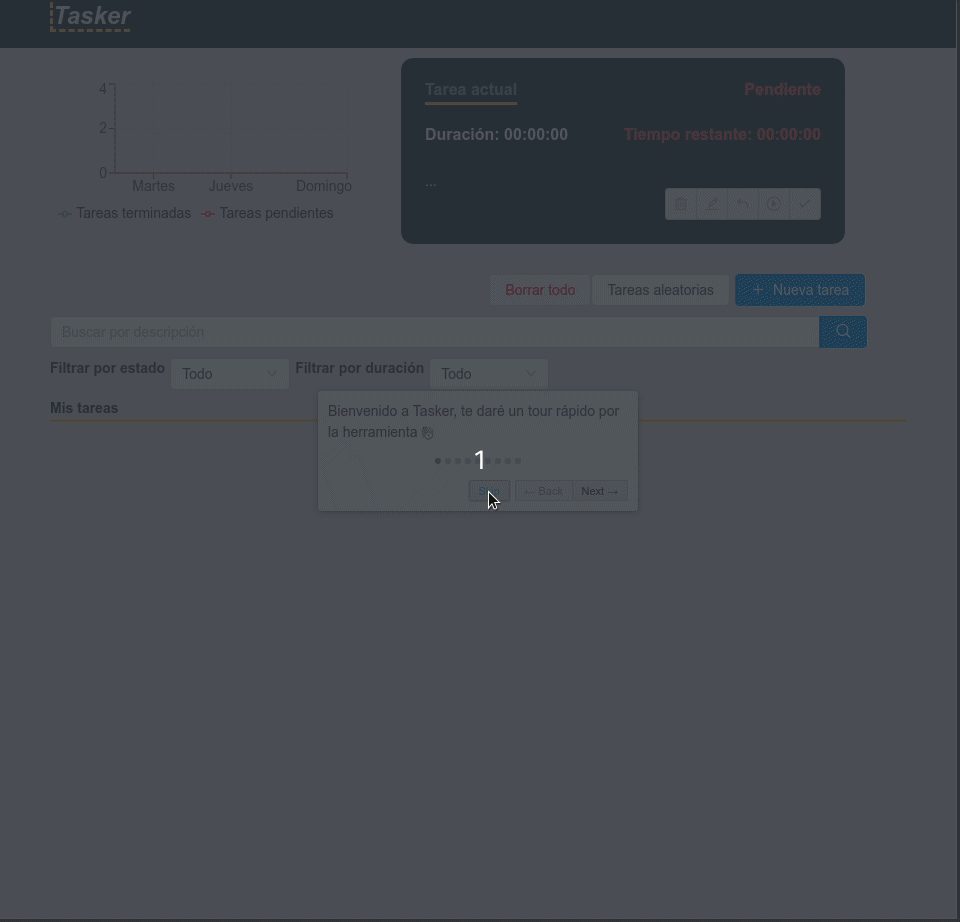 Tasker
4
2
0
Martes Jueves Domingo
Tareas terminadas Tareas pendientes
Tarea actual Pendiente
Duración: 00:00:00 Tiempo restante: 00:00:00
...
Borrar todo Tareas aleatorias + Nueva tarea
Buscar por descripción
Filtrar por estado Todo Filtrar por duración Todo
Mis tareas
Bienvenido a Tasker, te daré un tour rápido por
la herramienta
1
← Back Next →